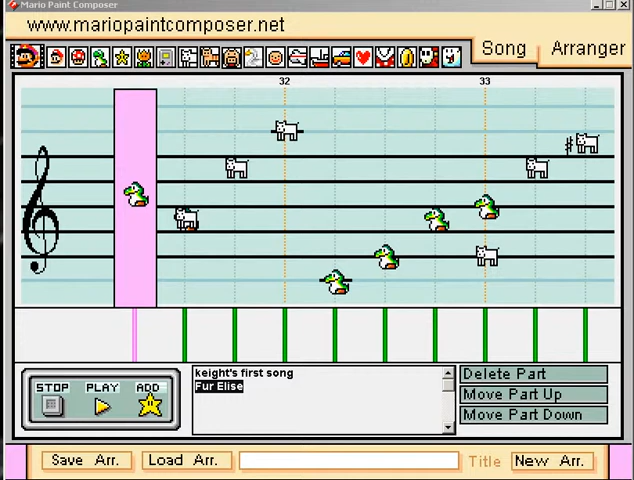 Mario Paint Composer
www.mariopaintcomposer.net
Song
Arranger
32
33
STOP
PLAY
ADD
keight's first song
Fur Elise
Delete Part
Move Part Up
Move Part Down
Save Arr.
Load Arr.
Title
New Arr.